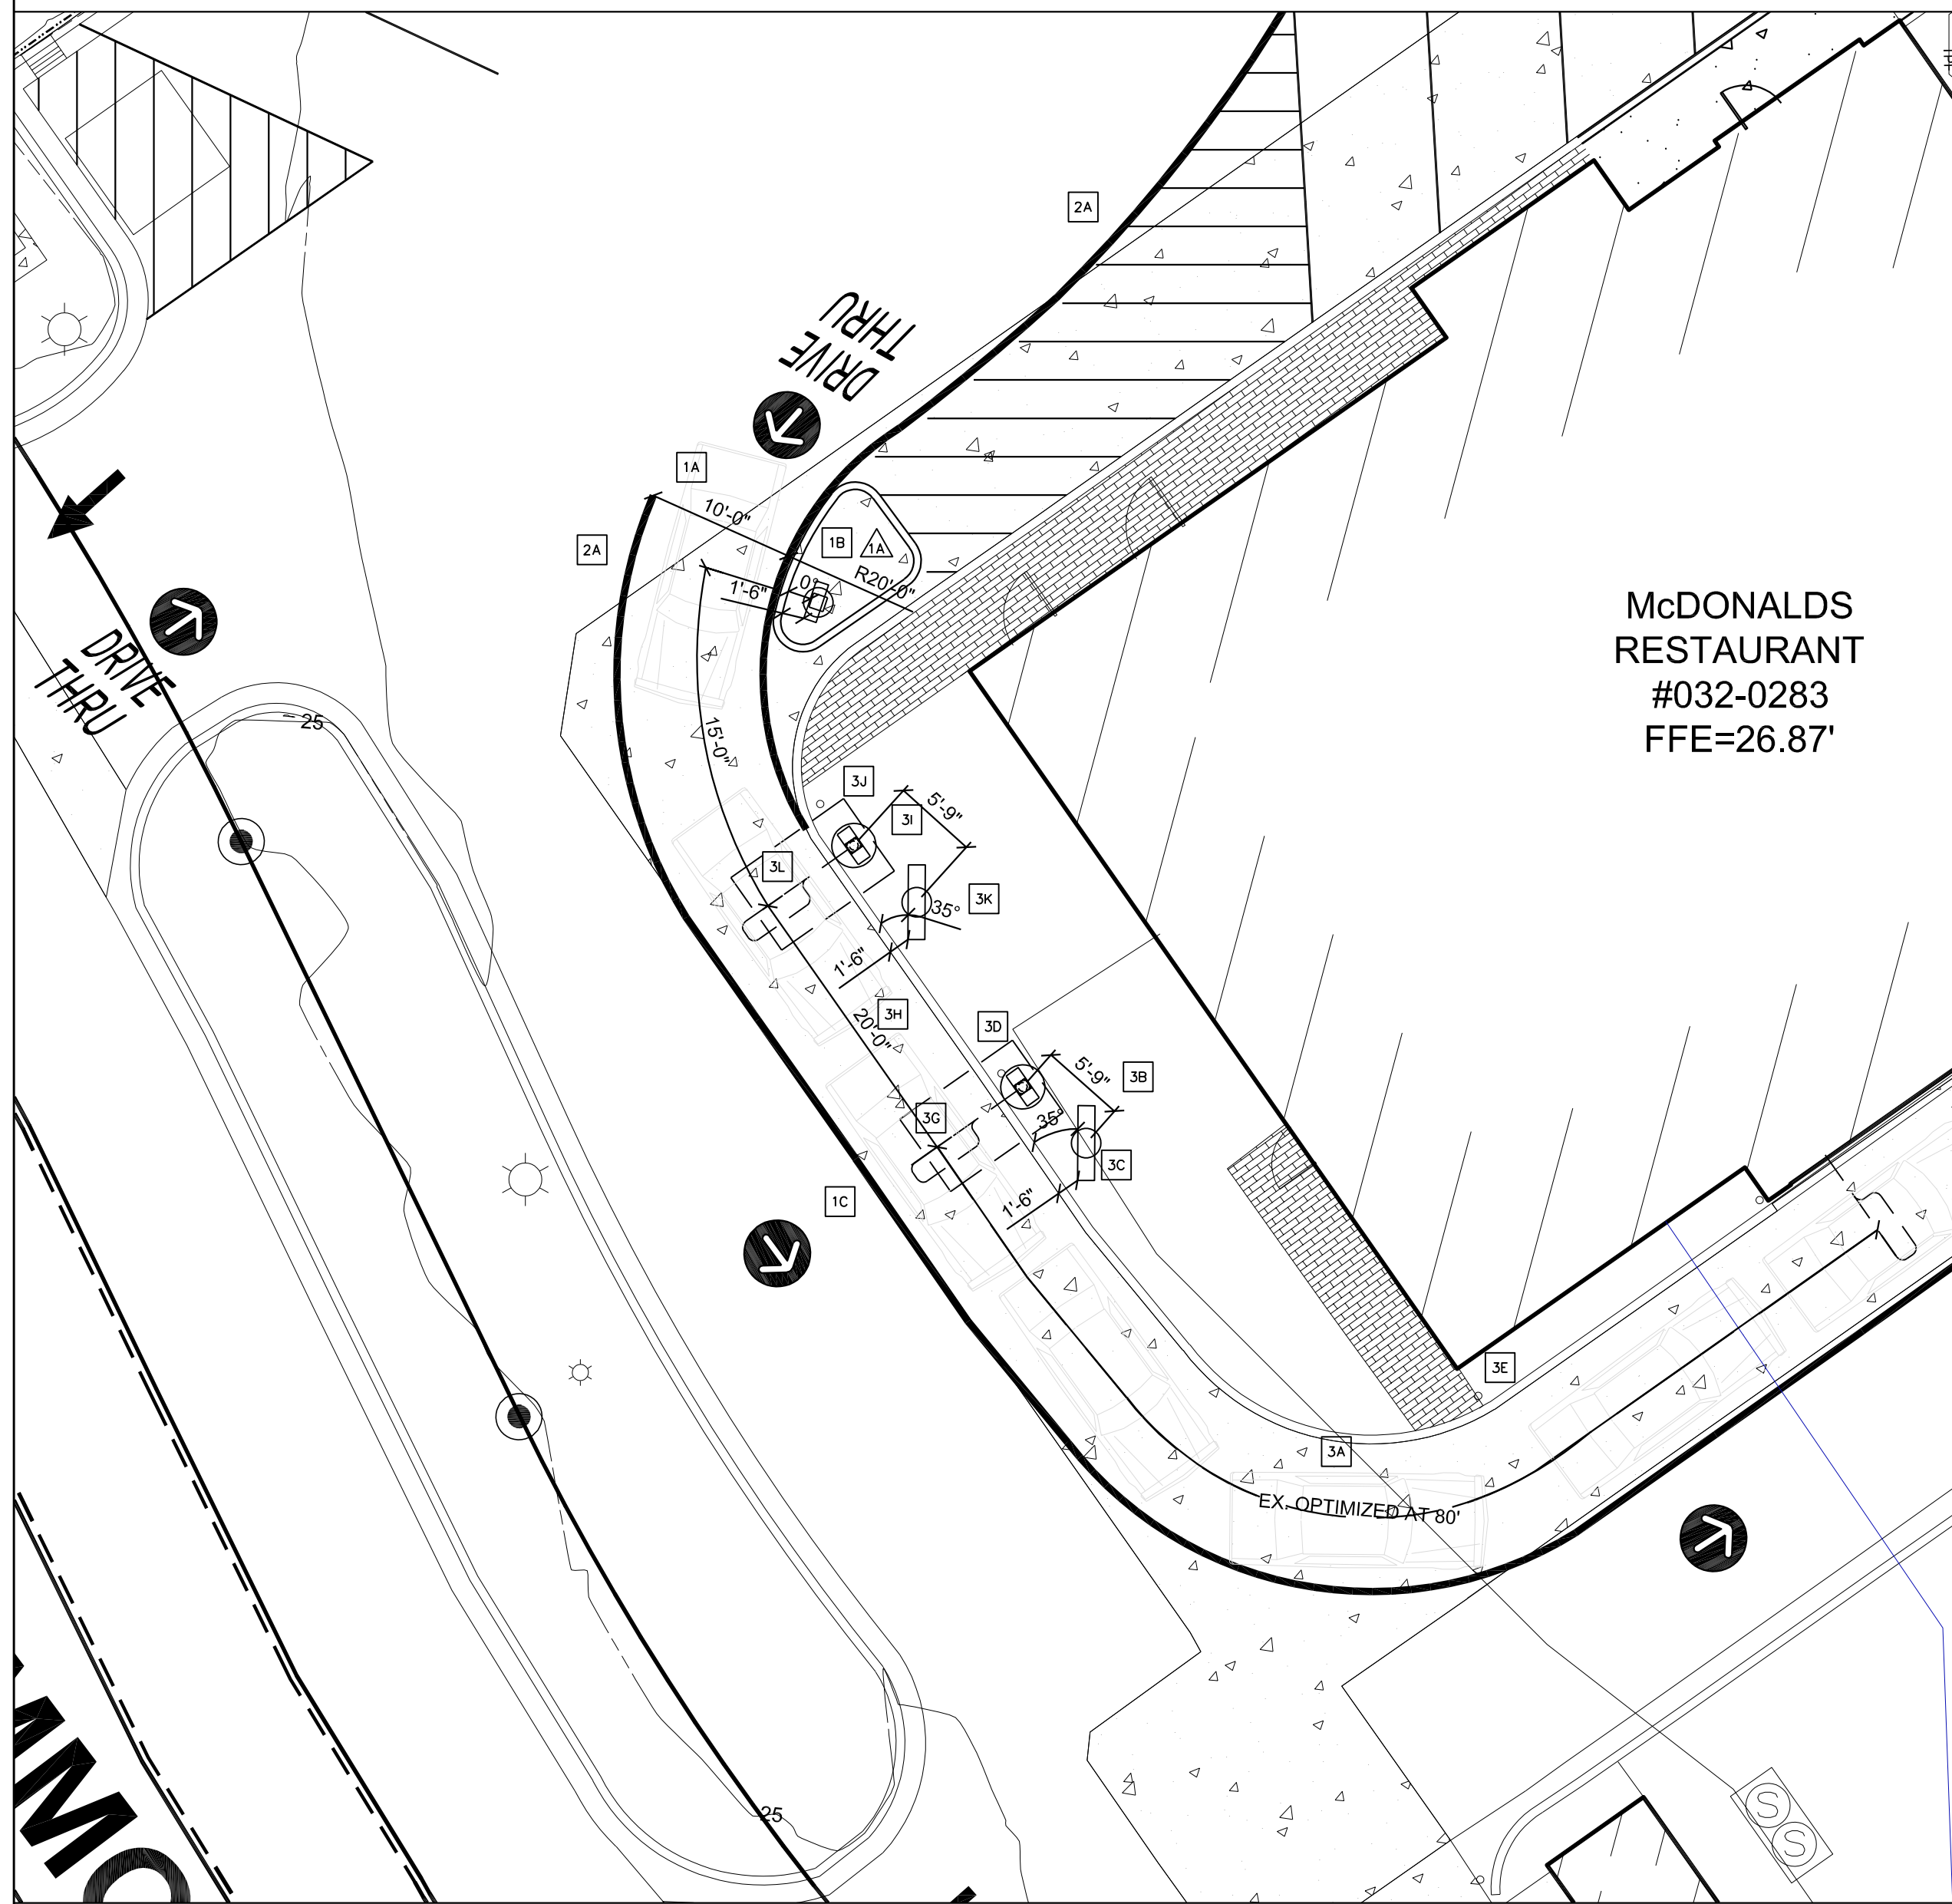 2A
DRIVE
THRU
1A
10'-0"
2A
1B
1A
R20'-0"
0°
1'-6"
McDONALDS
RESTAURANT
#032-0283
FFE=26.87'
DRIVE
THRU
25
15'-0"
3J
3I
5'-9"
3L
3K
35°
1'-6"
3H
20'-0"
3D
5'-9"
3B
3G
35°
3C
1C
1'-6"
3E
3A
EX. OPTIMIZED AT 80'
25
S
S